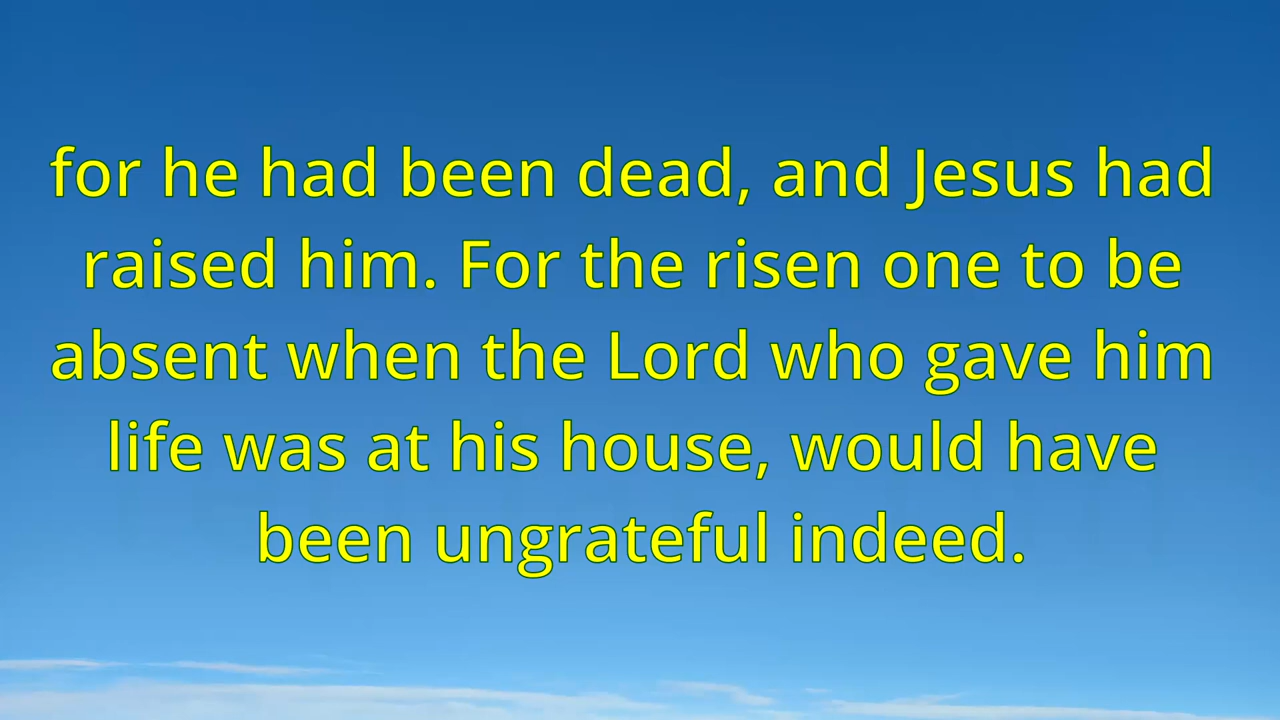 for he had been dead, and Jesus had
raised him. For the risen one to be
absent when the Lord who gave him
life was at his house, would have
been ungrateful indeed.